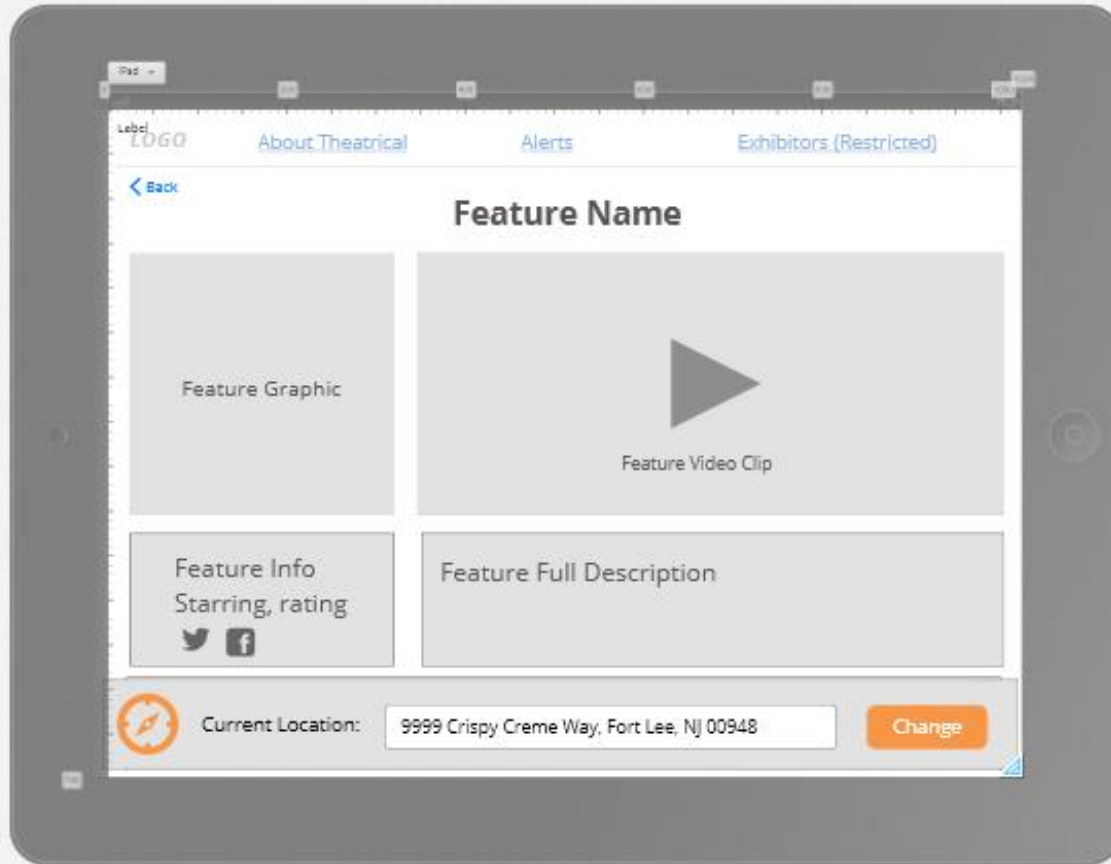 iPad
Label
LOGO
About Theatrical
Alerts
Exhibitors (Restricted)
Back
Feature Name
Feature Graphic
Feature Video Clip
Feature Info
Starring, rating
Feature Full Description
Current Location:
9999 Crispy Creme Way, Fort Lee, NJ 00948
Change